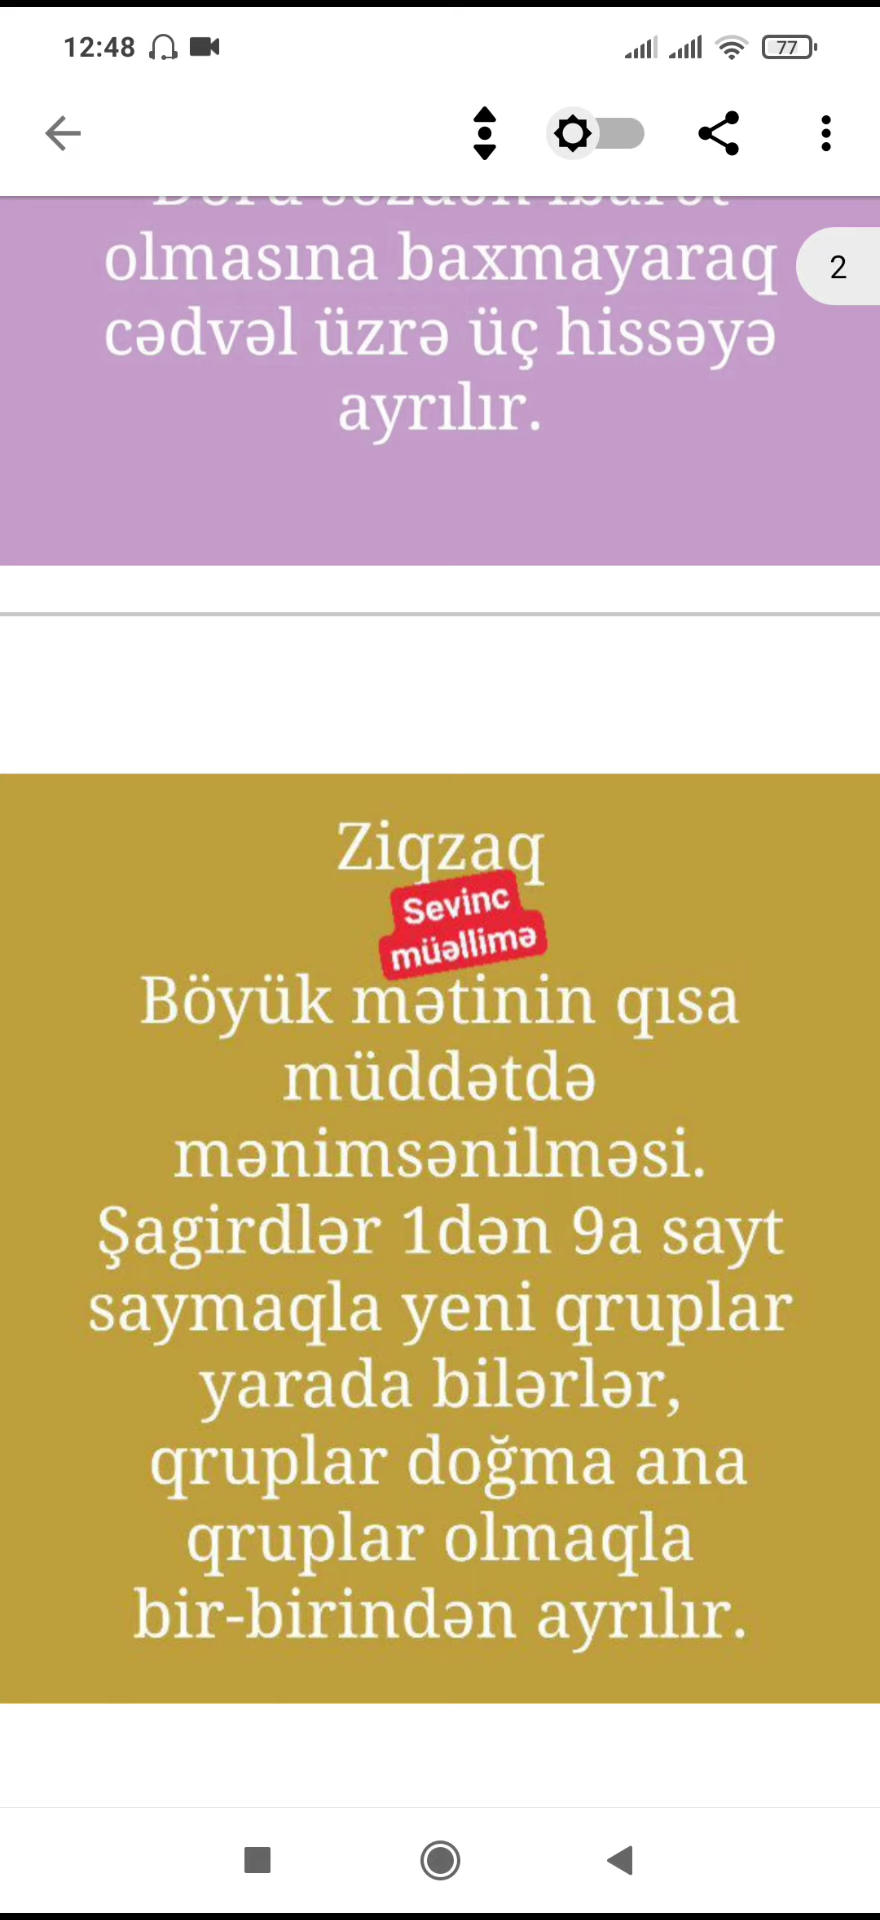 12:48
77
olmasına baxmayaraq
2
cədvəl üzrə üç hissəyə
ayrılır.
Ziqzaq
Sevinc
müəllimə
Böyük mətinin qısa
müddətdə
mənimsənilməsi.
Şagirdlər 1dən 9a sayt
saymaqla yeni qruplar
yarada bilərlər,
qruplar doğma ana
qruplar olmaqla
bir-birindən ayrılır.